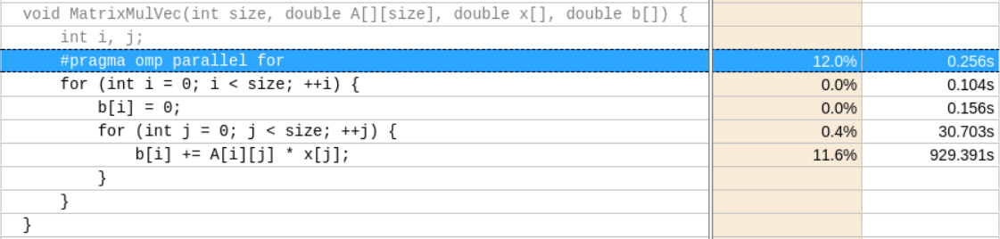 void MatrixMulVec(int size, double A[][size], double x[], double b[]) {
int i, j;
#pragma omp parallel for 12.0% 0.256s
for (int i = 0; i < size; ++i) { 0.0% 0.104s
b[i] = 0; 0.0% 0.156s
for (int j = 0; j < size; ++j) { 0.4% 30.703s
b[i] += A[i][j] * x[j]; 11.6% 929.391s
}
}
}